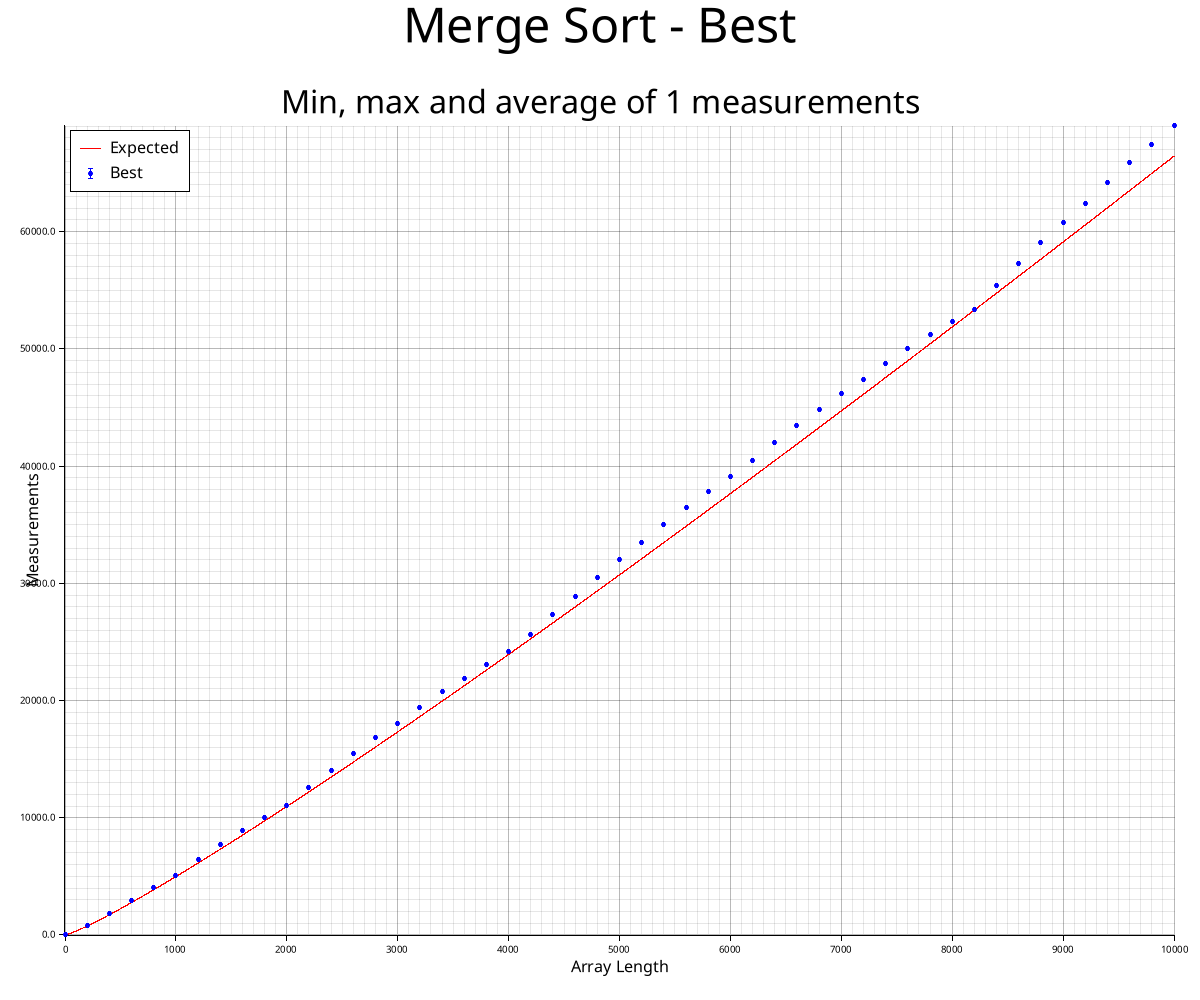 Merge Sort - Best
Min, max and average of 1 measurements
Expected
Best
60000.0
50000.0
40000.0
30000.0
20000.0
10000.0
0.0
Measurements
0 1000 2000 3000 4000 5000 6000 7000 8000 9000 10000
Array Length